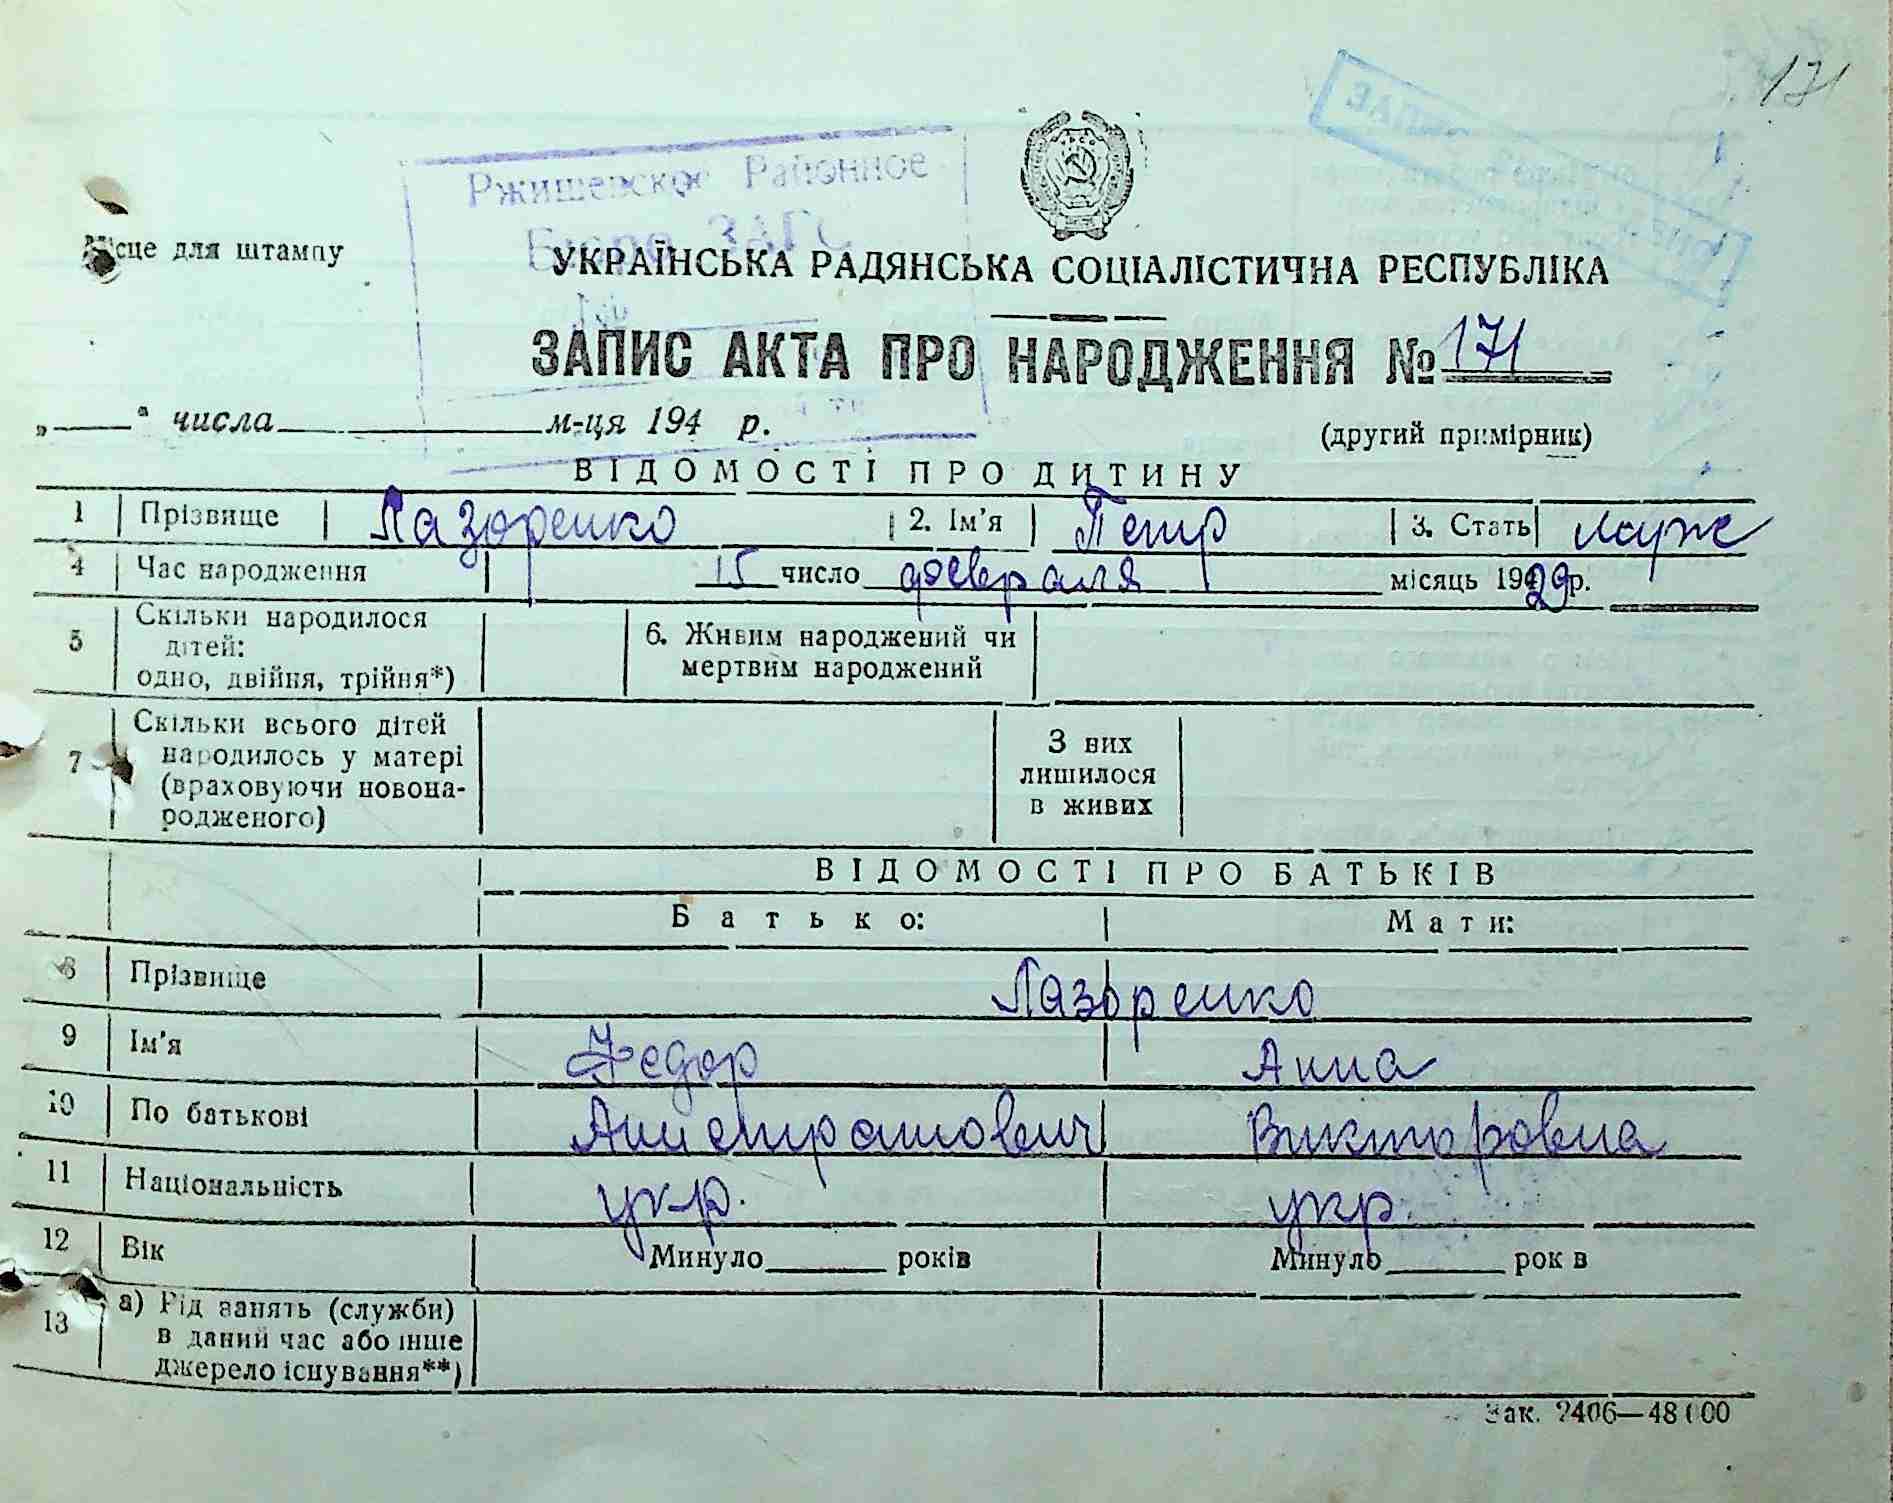 171
Ржищевское Районное
Бюро ЗАГС
Місце для штампу
УКРАЇНСЬКА РАДЯНСЬКА СОЦІАЛІСТИЧНА РЕСПУБЛІКА
ЗАПИС АКТА ПРО НАРОДЖЕННЯ № 171
„___“ числа ______ м-ця 194 р.
(другий примірник)
ВІДОМОСТІ ПРО ДИТИНУ
1 Прізвище Лазоренко 2. Ім’я Петр 3. Стать муж
4 Час народження 15 число февраля місяць 1929 р.
5 Скільки народилося дітей: одно, двійня, трійня*) 6. Живим народжений чи мертвим народжений
7 Скільки всього дітей народилось у матері (враховуючи новонародженого) З них лишилося в живих
ВІДОМОСТІ ПРО БАТЬКІВ
Батько: Мати:
8 Прізвище Лазоренко
9 Ім’я Федор Анна
10 По батькові Викторовна
11 Національність укр. укр.
12 Вік Минуло ______ років Минуло ______ рок в
13 а) Рід занять (служби) в даний час або інше джерело існування**)
Зак. 2406—48000